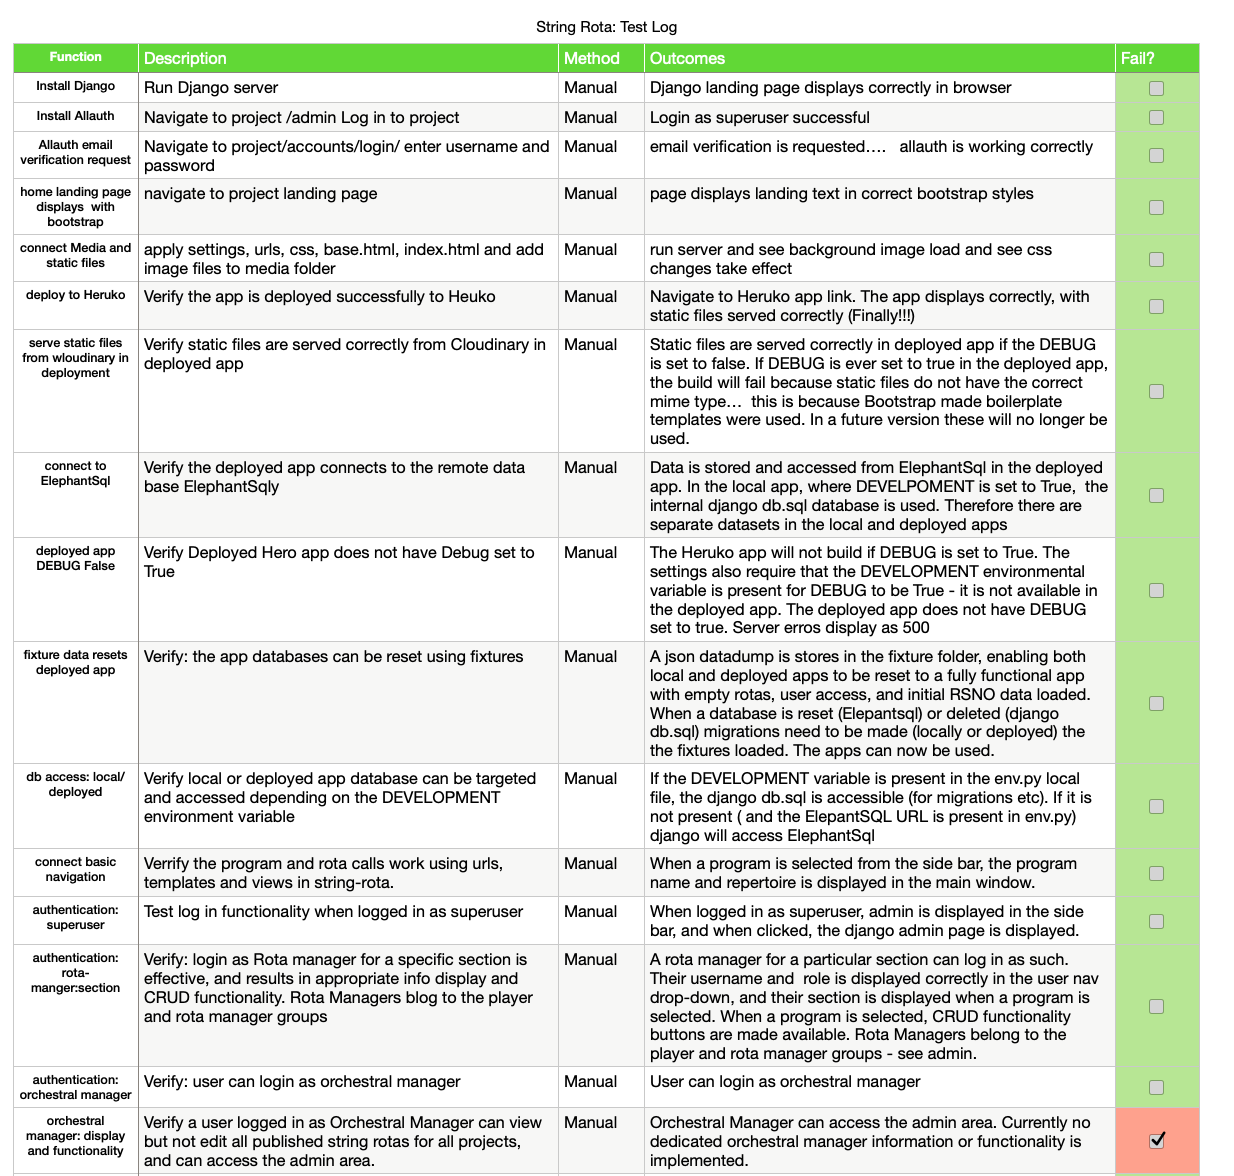 String Rota: Test Log
Function Description Method Outcomes Fail?
Install Django Run Django server Manual Django landing page displays correctly in browser
Install Allauth Navigate to project /admin Log in to project Manual Login as superuser successful
Allauth email
verification request
Navigate to project/accounts/login/ enter username and
password
Manual
email verification is requested…. allauth is working correctly
home landing page
displays with
bootstrap
navigate to project landing page
Manual
page displays landing text in correct bootstrap styles
connect Media and
static files
apply settings, urls, css, base.html, index.html and add
image files to media folder
Manual
run server and see background image load and see css
changes take effect
deploy to Heruko
Verify the app is deployed successfully to Heuko
Manual
Navigate to Heruko app link. The app displays correctly, with
static files served correctly (Finally!!!)
serve static files
from wloudinary in
deployment
Verify static files are served correctly from Cloudinary in
deployed app
Manual
Static files are served correctly in deployed app if the DEBUG
is set to false. If DEBUG is ever set to true in the deployed app,
the build will fail because static files do not have the correct
mime type… this is because Bootstrap made boilerplate
templates were used. In a future version these will no longer be
used.
connect to
ElephantSql
Verify the deployed app connects to the remote data
base ElephantSqly
Manual
Data is stored and accessed from ElephantSql in the deployed
app. In the local app, where DEVELPOMENT is set to True, the
internal django db.sql database is used. Therefore there are
separate datasets in the local and deployed apps
deployed app
DEBUG False
Verify Deployed Hero app does not have Debug set to
True
Manual
The Heruko app will not build if DEBUG is set to True. The
settings also require that the DEVELOPMENT environmental
variable is present for DEBUG to be True - it is not available in
the deployed app. The deployed app does not have DEBUG
set to true. Server erros display as 500
fixture data resets
deployed app
Verify: the app databases can be reset using fixtures
Manual
A json datadump is stores in the fixture folder, enabling both
local and deployed apps to be reset to a fully functional app
with empty rotas, user access, and initial RSNO data loaded.
When a database is reset (Elepantsql) or deleted (django
db.sql) migrations need to be made (locally or deployed) the
the fixtures loaded. The apps can now be used.
db access: local/
deployed
Verify local or deployed app database can be targeted
and accessed depending on the DEVELOPMENT
environment variable
Manual
If the DEVELOPMENT variable is present in the env.py local
file, the django db.sql is accessible (for migrations etc). If it is
not present ( and the ElepantSQL URL is present in env.py)
django will access ElephantSql
connect basic
navigation
Verrify the program and rota calls work using urls,
templates and views in string-rota.
Manual
When a program is selected from the side bar, the program
name and repertoire is displayed in the main window.
authentication:
superuser
Test log in functionality when logged in as superuser
Manual
When logged in as superuser, admin is displayed in the side
bar, and when clicked, the django admin page is displayed.
authentication:
rota-
manger:section
Verify: login as Rota manager for a specific section is
effective, and results in appropriate info display and
CRUD functionality. Rota Managers blog to the player
and rota manager groups
Manual
A rota manager for a particular section can log in as such.
Their username and role is displayed correctly in the user nav
drop-down, and their section is displayed when a program is
selected. When a program is selected, CRUD functionality
buttons are made available. Rota Managers belong to the
player and rota manager groups - see admin.
authentication:
orchestral manager
Verify: user can login as orchestral manager
Manual
User can login as orchestral manager
orchestral
manager: display
and functionality
Verify a user logged in as Orchestral Manager can view
but not edit all published string rotas for all projects,
and can access the admin area.
Manual
Orchestral Manager can access the admin area. Currently no
dedicated orchestral manager information or functionality is
implemented.